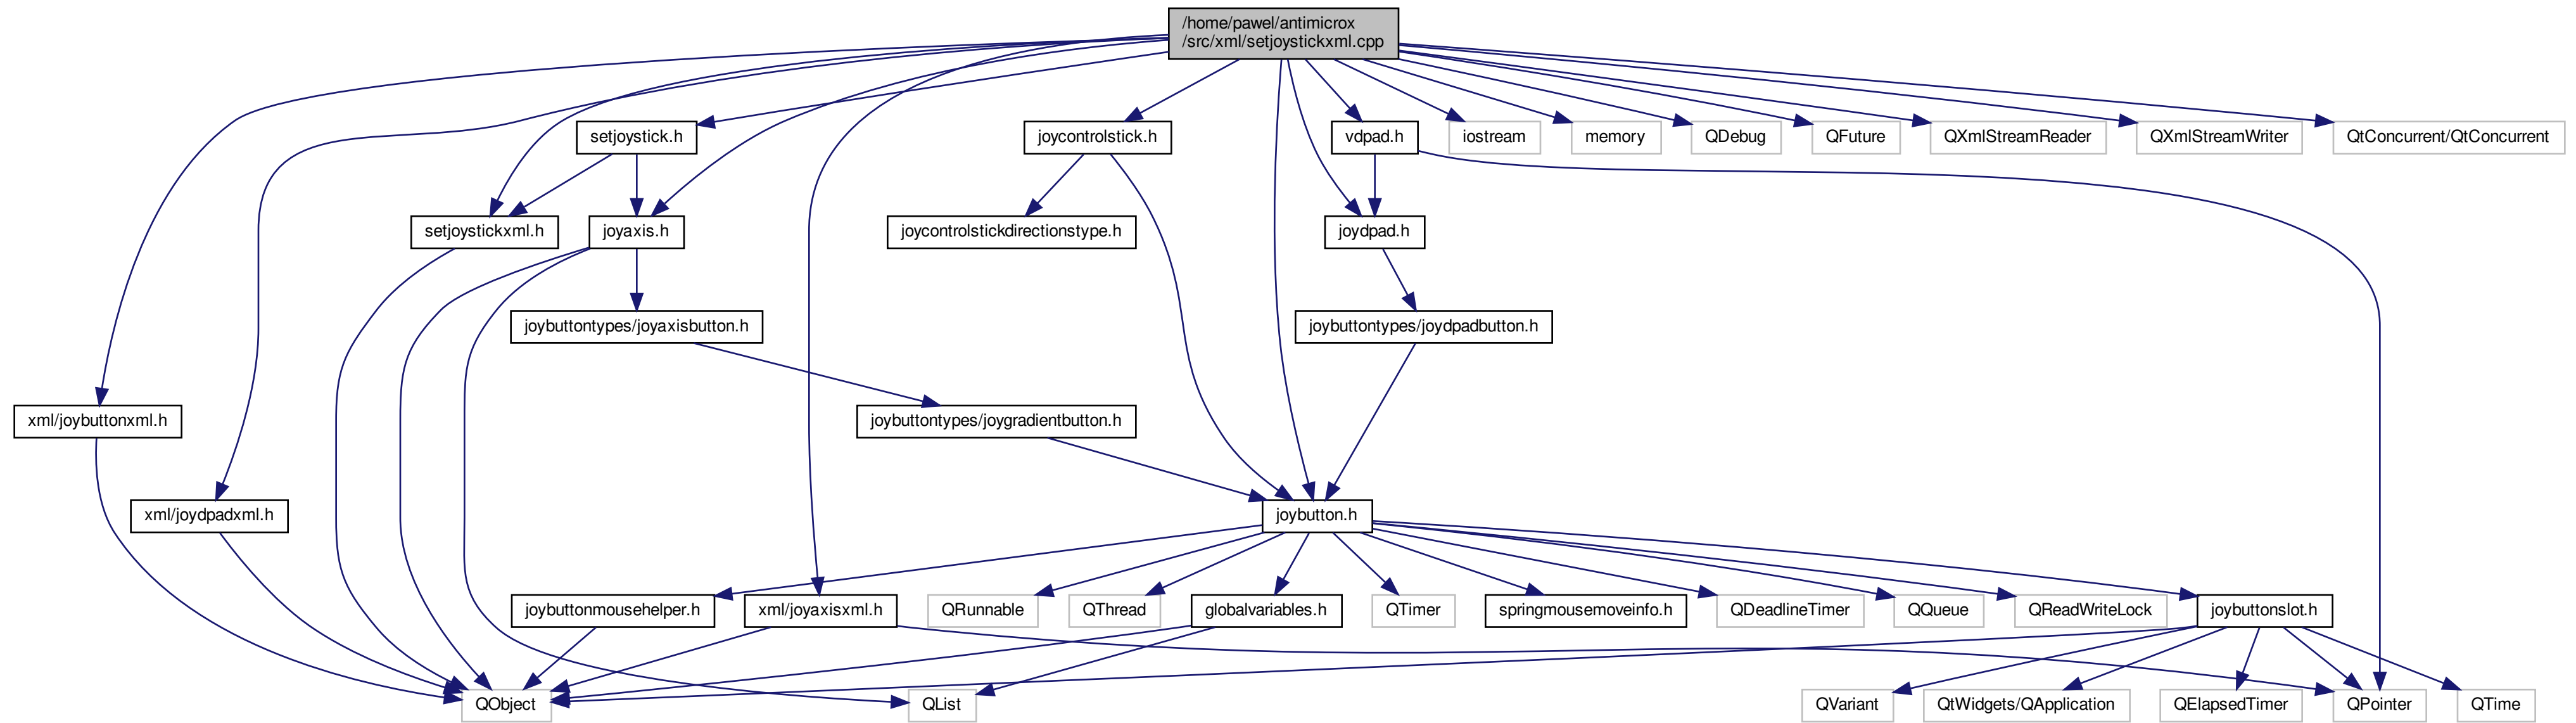 /home/pawel/antimicrox
/src/xml/setjoystickxml.cpp
setjoystick.h
joycontrolstick.h
vdpad.h
iostream
memory
QDebug
QFuture
QXmlStreamReader
QXmlStreamWriter
QtConcurrent/QtConcurrent
setjoystickxml.h
joyaxis.h
joycontrolstickdirectionstype.h
joydpad.h
joybuttontypes/joyaxisbutton.h
joybuttontypes/joydpadbutton.h
xml/joybuttonxml.h
joybuttontypes/joygradientbutton.h
xml/joydpadxml.h
joybutton.h
joybuttonmousehelper.h
xml/joyaxisxml.h
QRunnable
QThread
globalvariables.h
QTimer
springmousemoveinfo.h
QDeadlineTimer
QQueue
QReadWriteLock
joybuttonslot.h
QObject
QList
QVariant
QtWidgets/QApplication
QElapsedTimer
QPointer
QTime